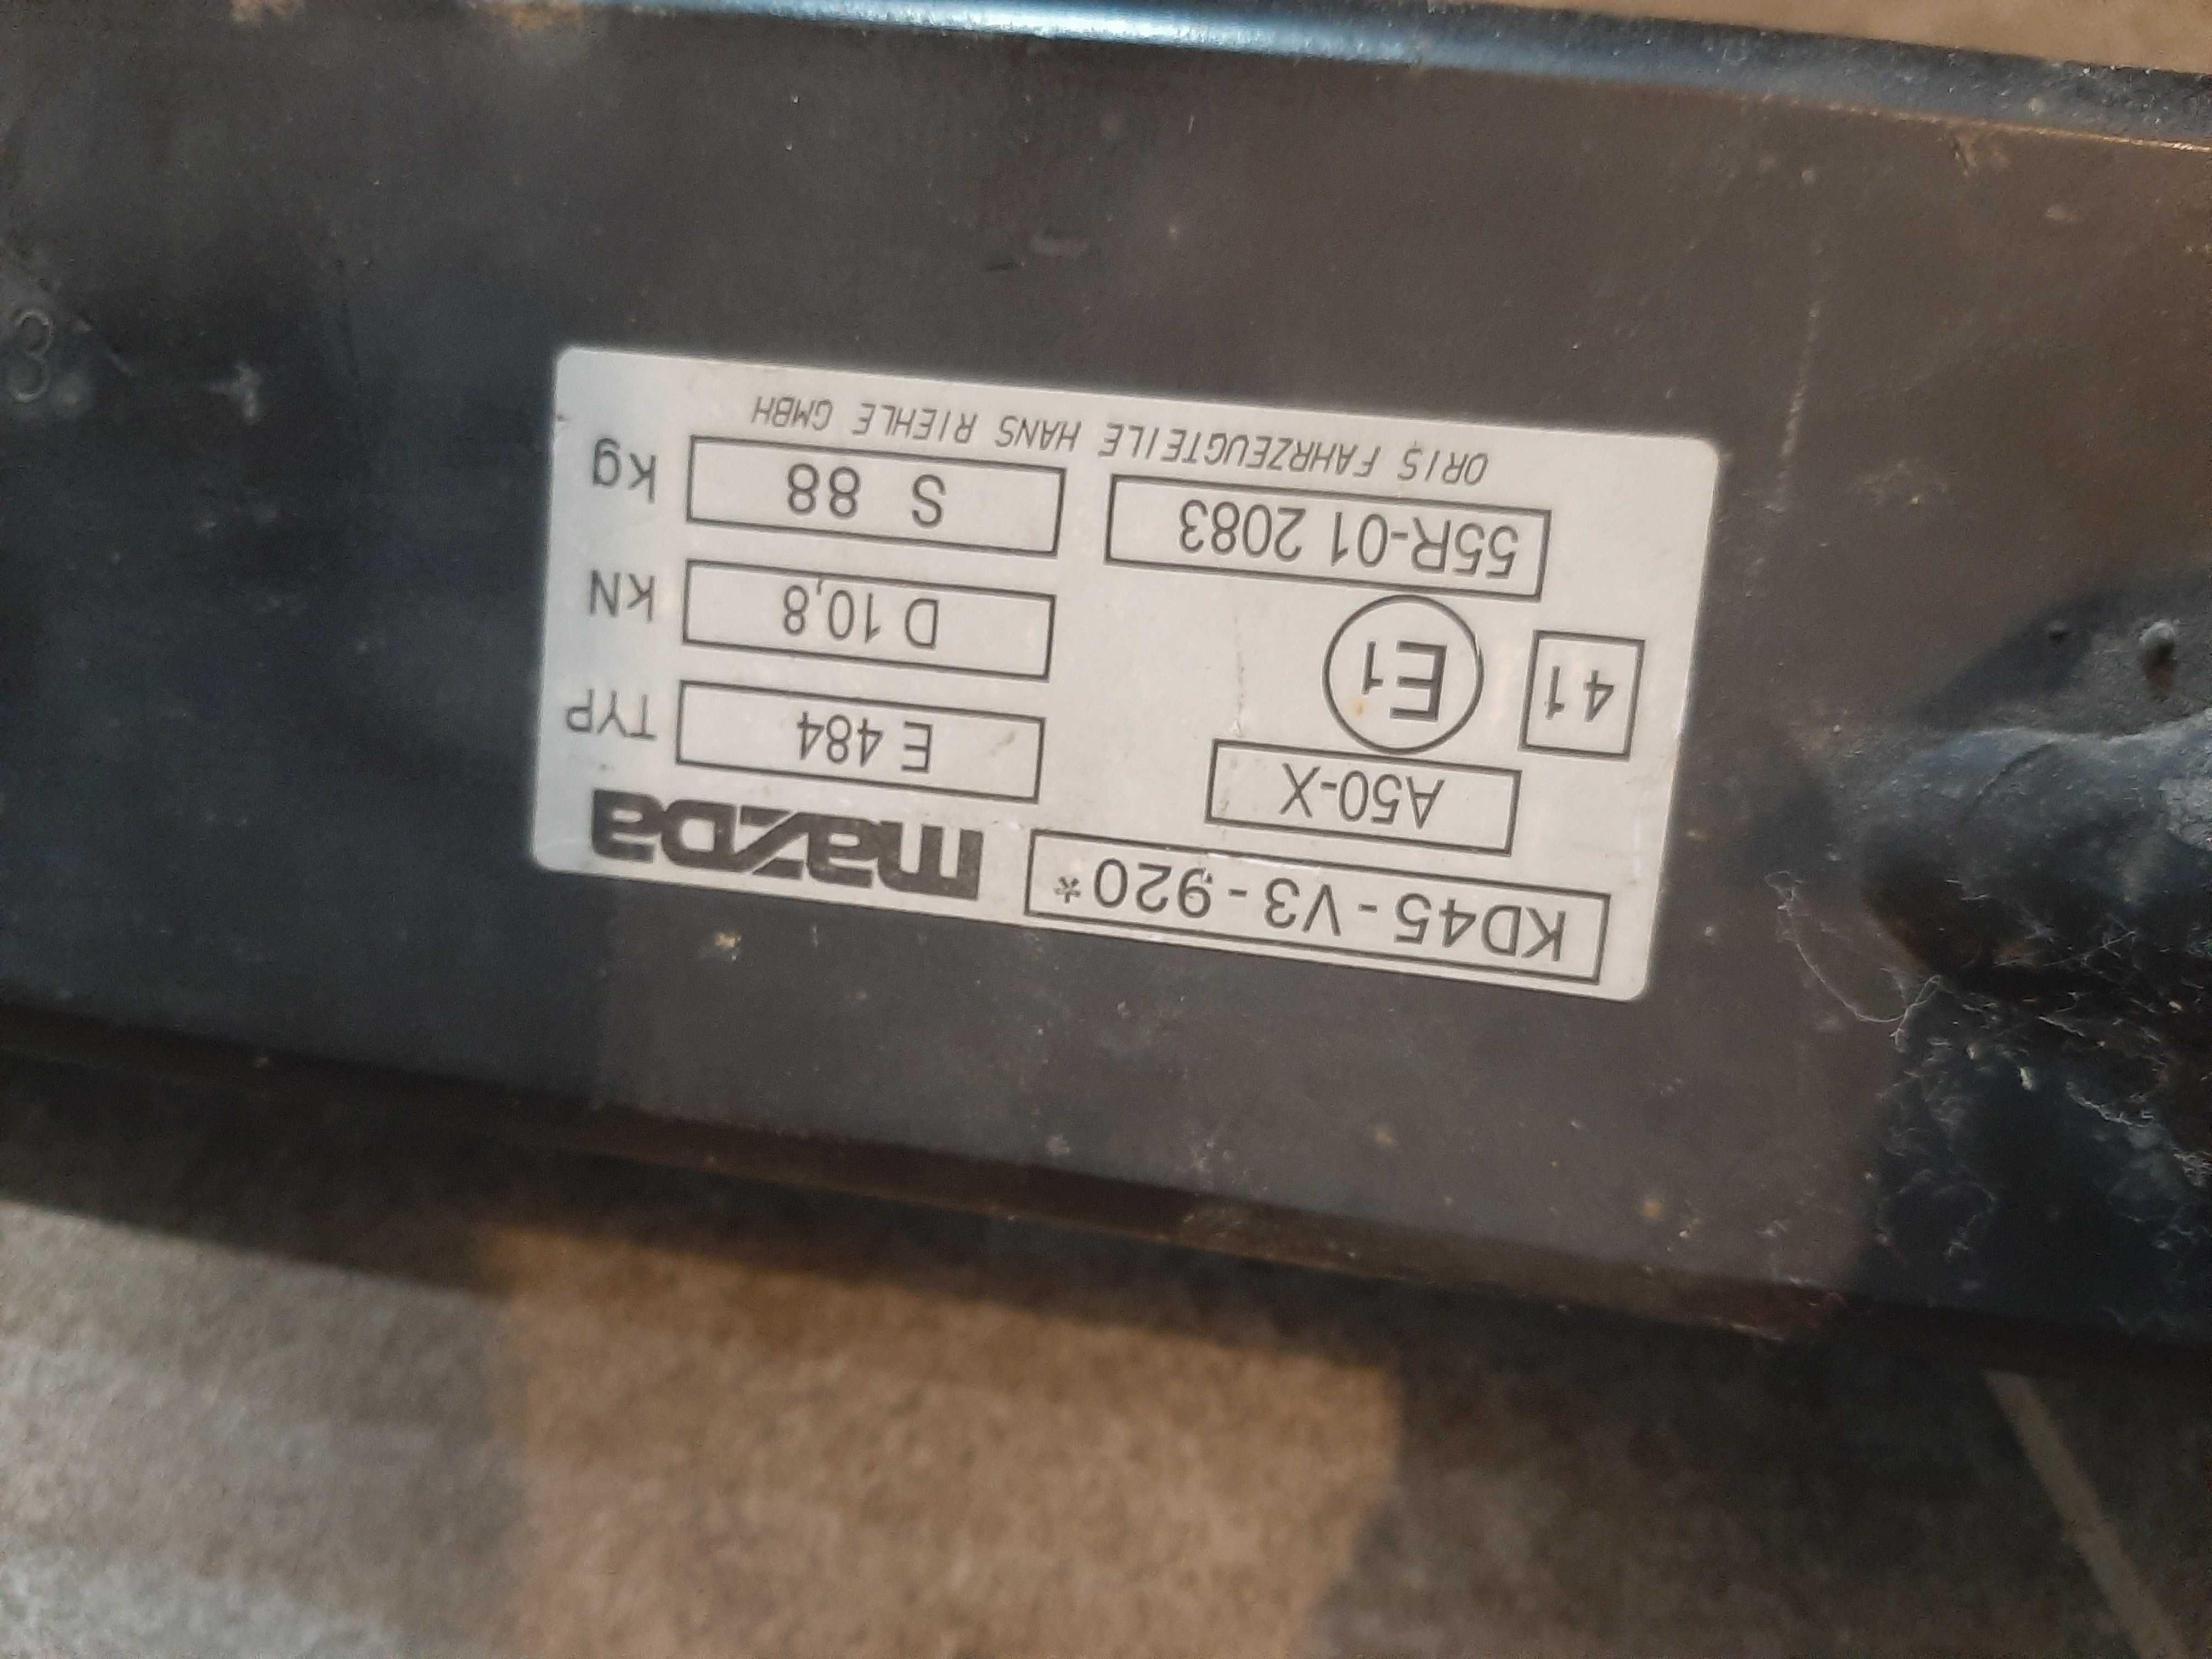 KD45 - V3 - 920* mazDa
A50-X
E 484 TYP
41 E1
D 10,8 kN
55R-01 2083 S 88 kg
ORIS FAHRZEUGTEILE HANS RIEHLE GMBH